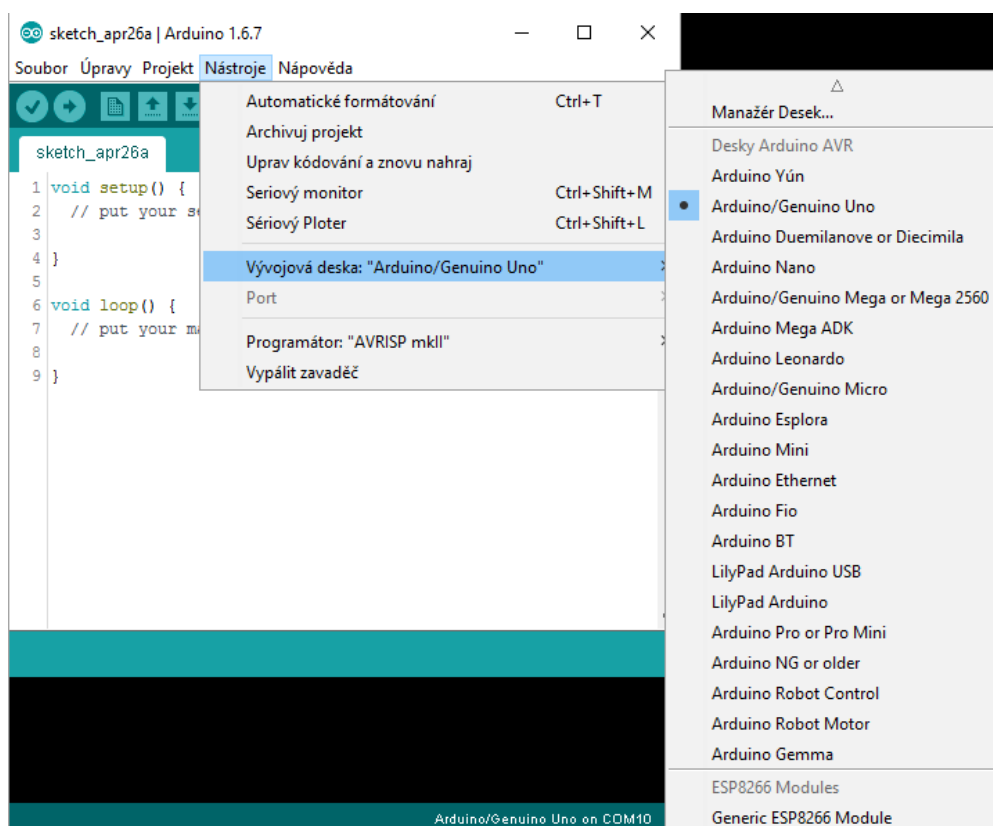 sketch_apr26a | Arduino 1.6.7
Soubor Úpravy Projekt Nástroje Nápověda
sketch_apr26a
1 void setup() {
2 // put your se
3
4 }
5
6 void loop() {
7 // put your ma
8
9 }
Automatické formátování Ctrl+T
Archivuj projekt
Uprav kódování a znovu nahraj
Seriový monitor Ctrl+Shift+M
Sériový Ploter Ctrl+Shift+L
Vývojová deska: "Arduino/Genuino Uno"
Port
Programátor: "AVRISP mkII"
Vypálit zavaděč
Manažér Desek...
Desky Arduino AVR
Arduino Yún
Arduino/Genuino Uno
Arduino Duemilanove or Diecimila
Arduino Nano
Arduino/Genuino Mega or Mega 2560
Arduino Mega ADK
Arduino Leonardo
Arduino/Genuino Micro
Arduino Esplora
Arduino Mini
Arduino Ethernet
Arduino Fio
Arduino BT
LilyPad Arduino USB
LilyPad Arduino
Arduino Pro or Pro Mini
Arduino NG or older
Arduino Robot Control
Arduino Robot Motor
Arduino Gemma
ESP8266 Modules
Generic ESP8266 Module
Arduino/Genuino Uno on COM10